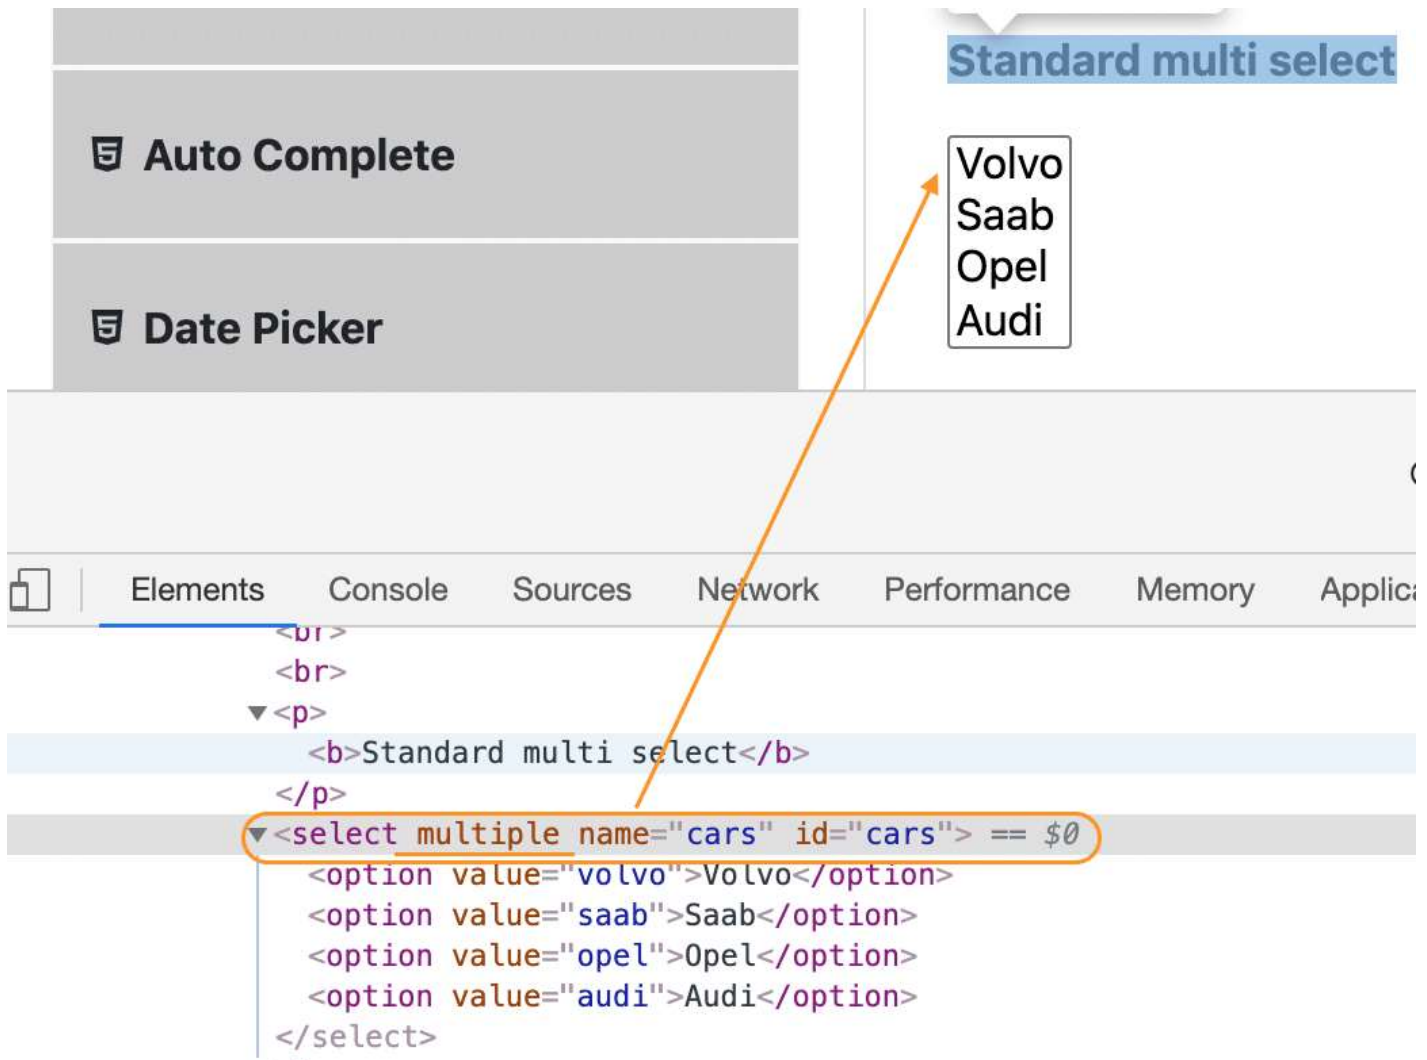 Standard multi select
Auto Complete
Date Picker
Volvo
Saab
Opel
Audi
Elements Console Sources Network Performance Memory
<br>
<br>
<p>
<b>Standard multi select</b>
</p>
<select multiple name="cars" id="cars"> == $0
<option value="volvo">Volvo</option>
<option value="saab">Saab</option>
<option value="opel">Opel</option>
<option value="audi">Audi</option>
</select>